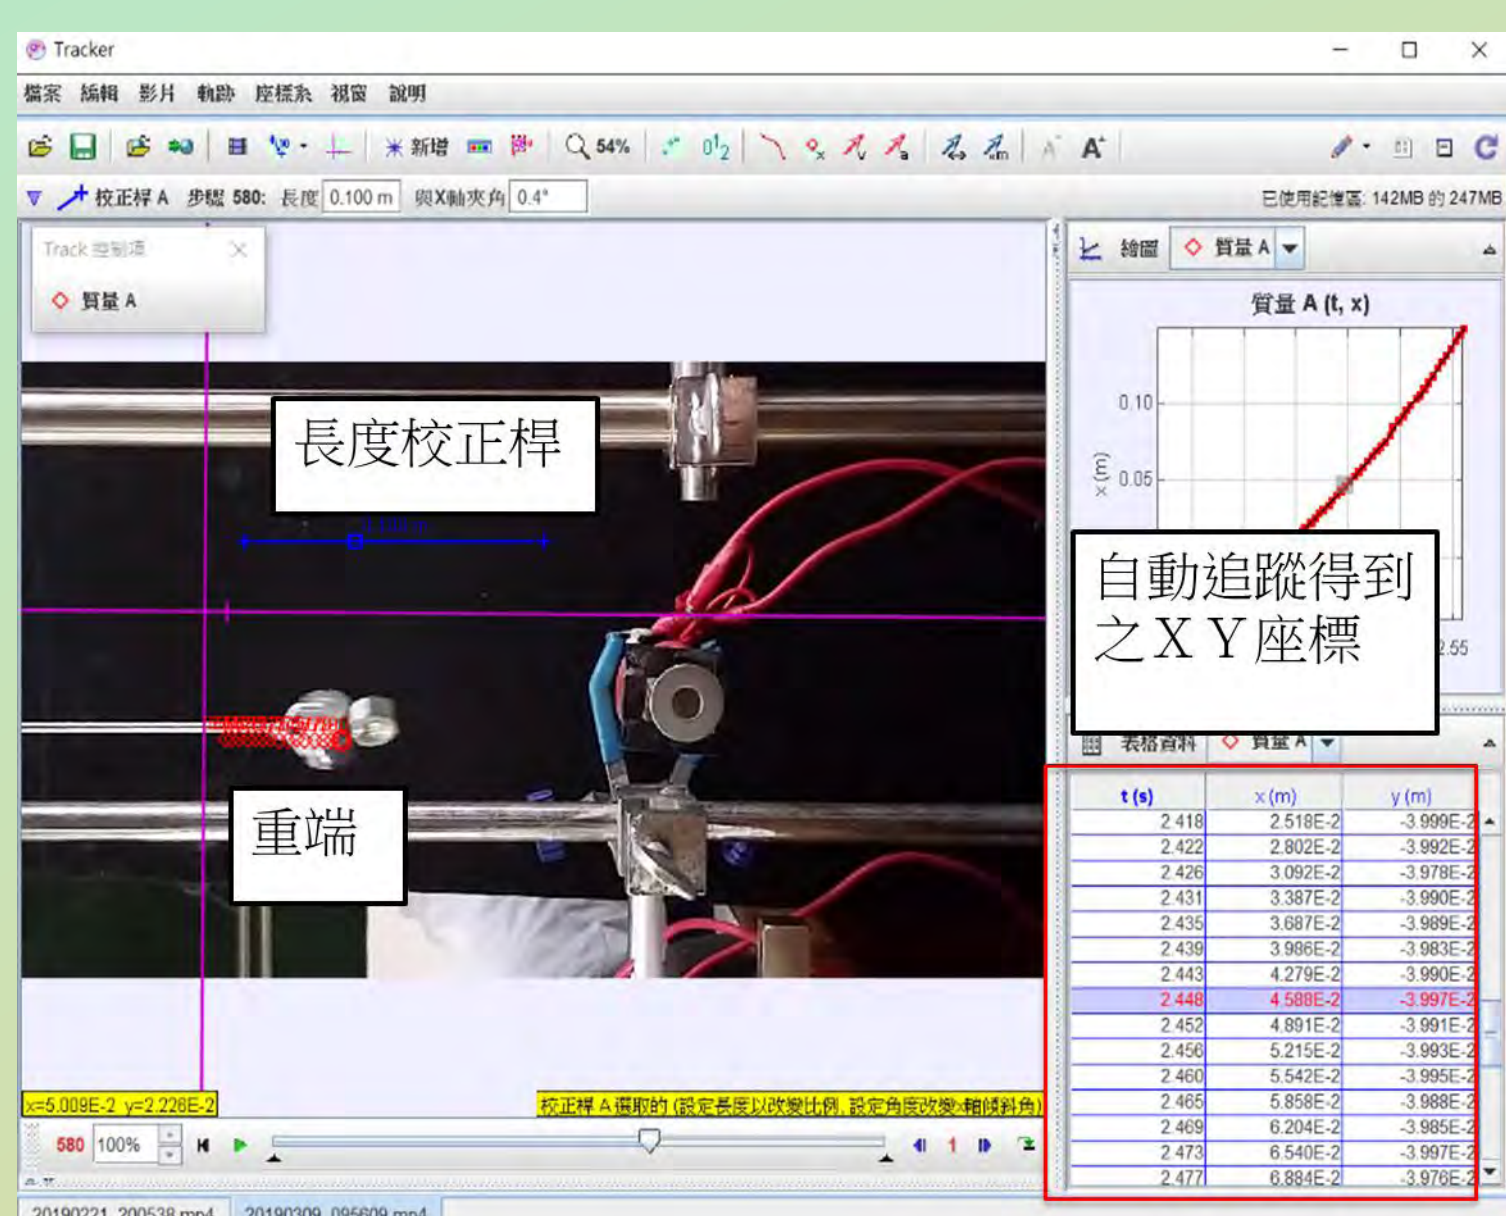 Tracker
檔案 編輯 影片 軌跡 座標系 視窗 說明
新增 54%
校正桿 A 步驟 580: 長度 0.100 m 與X軸夾角 0.4°
已使用記憶區: 142MB 的 247MB
Track 控制項
質量 A
繪圖 質量 A
質量 A (t, x)
0.10
x (m)
0.05
2.55
長度校正桿
自動追蹤得到
之ＸＹ座標
重端
表格資料 質量 A
t (s) x (m) y (m)
2.418 2.518E-2 -3.999E-2
2.422 2.802E-2 -3.992E-2
2.426 3.092E-2 -3.978E-2
2.431 3.387E-2 -3.990E-2
2.435 3.687E-2 -3.989E-2
2.439 3.986E-2 -3.983E-2
2.443 4.279E-2 -3.990E-2
2.448 4.588E-2 -3.997E-2
2.452 4.891E-2 -3.991E-2
2.456 5.215E-2 -3.993E-2
2.460 5.542E-2 -3.995E-2
2.465 5.858E-2 -3.988E-2
2.469 6.204E-2 -3.985E-2
2.473 6.540E-2 -3.997E-2
2.477 6.884E-2 -3.976E-2
x=5.009E-2 y=2.226E-2
校正桿 A 選取的 (設定長度以改變比例, 設定角度改變x軸傾斜角)
580 100% 1
20190221_200538.mp4 20190309_095609.mp4